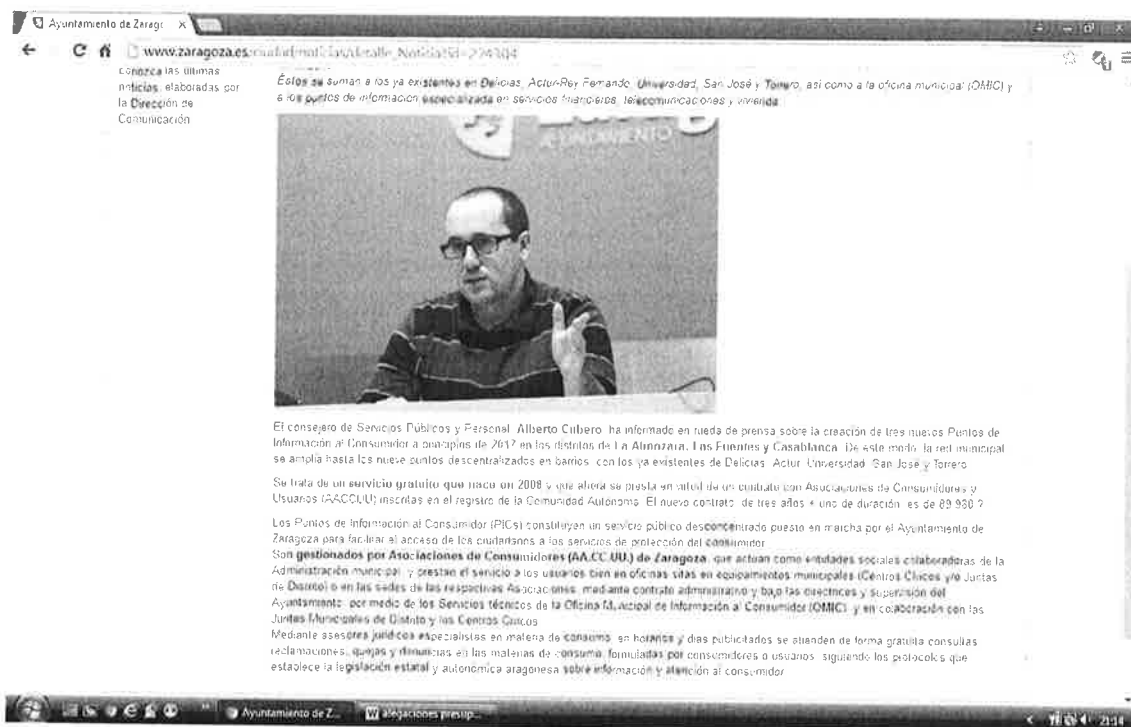 Ayuntamiento de Zarago
www.zaragoza.es/ciudad/noticias/detalle_Noticia?id=224304
conozca las últimas
noticias, elaboradas por
la Dirección de
Comunicación
Éstos se suman a los ya existentes en Delicias, Actur-Rey Fernando, Universidad, San José y Torrero, así como a la oficina municipal (OMIC) y
a los puntos de información especializada en servicios financieros, telecomunicaciones y vivienda
AYUNTAMIENTO
El consejero de Servicios Públicos y Personal, Alberto Cubero, ha informado en rueda de prensa sobre la creación de tres nuevos Puntos de
Información al Consumidor a principios de 2017 en los distritos de La Almozara, Las Fuentes y Casablanca. De este modo, la red municipal
se amplía hasta los nueve puntos descentralizados en barrios, con los ya existentes de Delicias, Actur, Universidad, San José y Torrero
Se trata de un servicio gratuito que nació en 2008 y que ahora se presta en virtud de un contrato con Asociaciones de Consumidores y
Usuarios (AACCUU) inscritas en el registro de la Comunidad Autónoma. El nuevo contrato, de tres años + uno de duración, es de 89.980 ?
Los Puntos de Información al Consumidor (PICs) constituyen un servicio público desconcentrado puesto en marcha por el Ayuntamiento de
Zaragoza para facilitar el acceso de los ciudadanos a los servicios de protección del consumidor
Son gestionados por Asociaciones de Consumidores (AA.CC.UU.) de Zaragoza, que actúan como entidades sociales colaboradoras de la
Administración municipal, y prestan el servicio a los usuarios bien en oficinas sitas en equipamientos municipales (Centros Cívicos y/o Juntas
de Distrito) o en las sedes de las respectivas Asociaciones, mediante contrato administrativo y bajo las directrices y supervisión del
Ayuntamiento, por medio de los Servicios técnicos de la Oficina Municipal de Información al Consumidor (OMIC), y en colaboración con las
Juntas Municipales de Distrito y los Centros Cívicos
Mediante asesores jurídicos especialistas en materia de consumo, en horarios y días publicitados se atienden de forma gratuita consultas,
reclamaciones, quejas y denuncias en las materias de consumo, formuladas por consumidores o usuarios, siguiendo los protocolos que
establece la legislación estatal y autonómica aragonesa sobre información y atención al consumidor
Ayuntamiento de Z...
alegaciones presup...
21:14